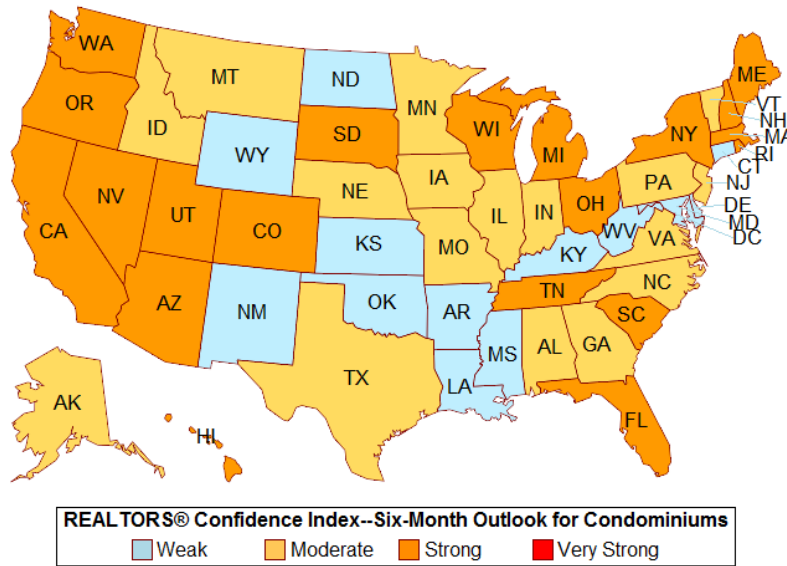 WA
MT
ND
MN
ME
OR
ID
SD
WI
MI
NY
VT
NH
MA
WY
RI
CT
NV
NE
IA
PA
NJ
UT
IL
IN
OH
DE
CA
CO
KS
MO
WV
VA
MD
KY
DC
AZ
NM
OK
AR
TN
NC
SC
MS
AL
GA
TX
LA
AK
FL
HI
REALTORS® Confidence Index--Six-Month Outlook for Condominiums
Weak Moderate Strong Very Strong